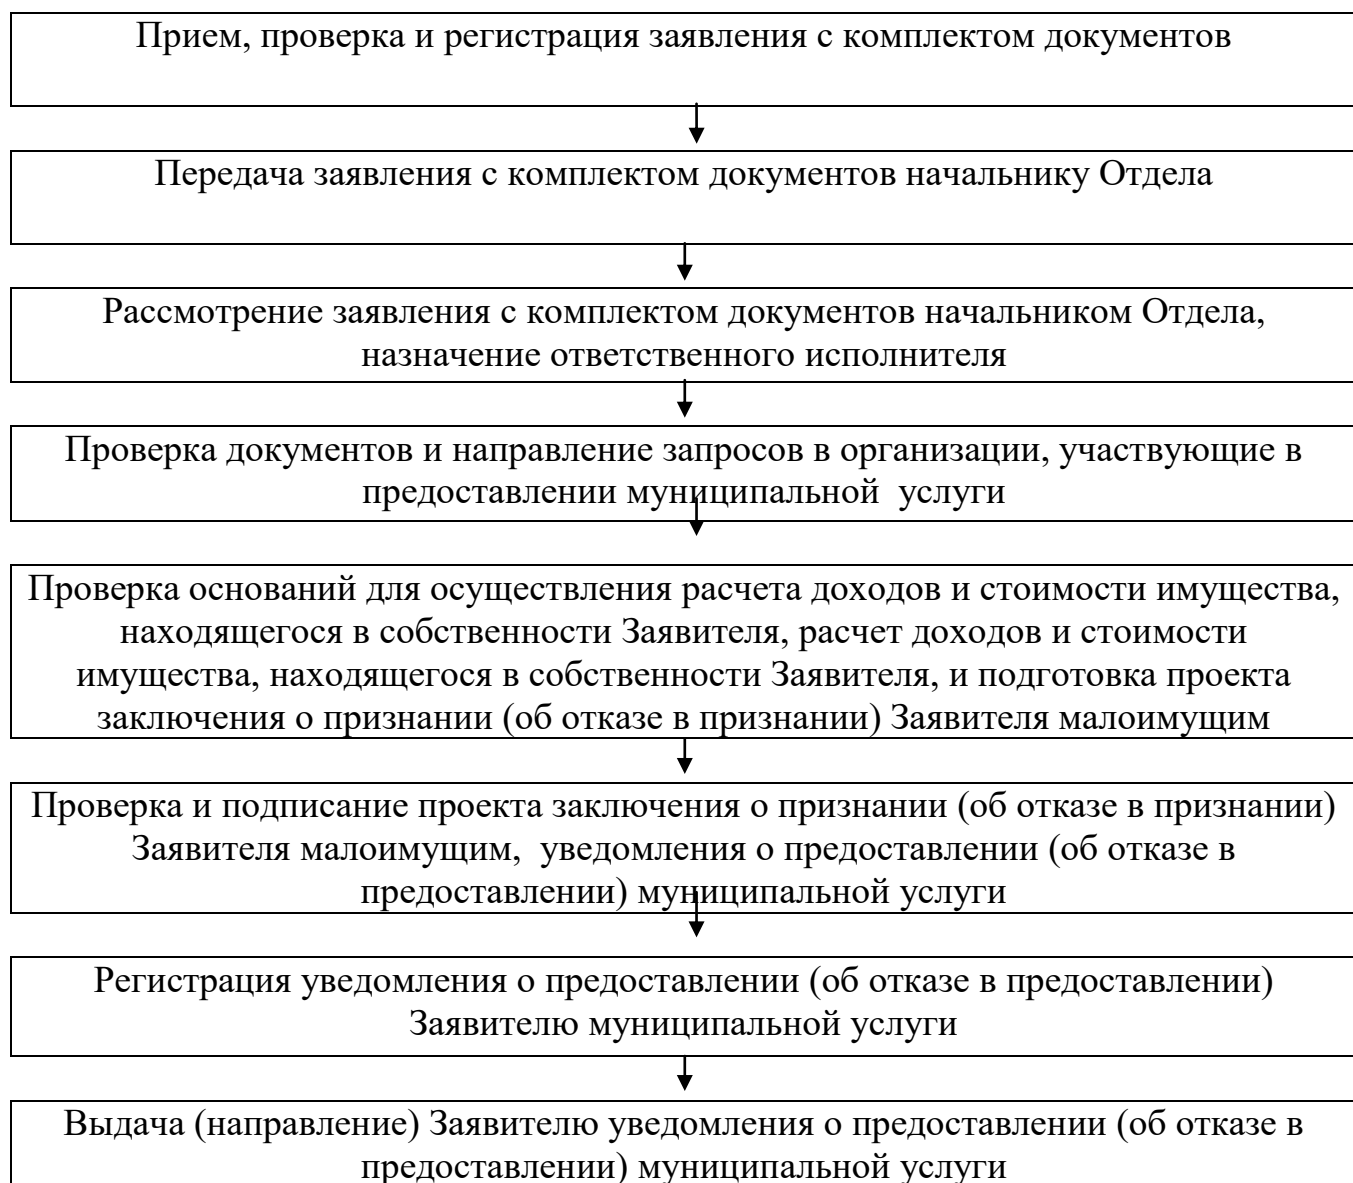 Прием, проверка и регистрация заявления с комплектом документов
Передача заявления с комплектом документов начальнику Отдела
Рассмотрение заявления с комплектом документов начальником Отдела,
назначение ответственного исполнителя
Проверка документов и направление запросов в организации, участвующие в
предоставлении муниципальной  услуги
Проверка оснований для осуществления расчета доходов и стоимости имущества,
находящегося в собственности Заявителя, расчет доходов и стоимости
имущества, находящегося в собственности Заявителя, и подготовка проекта
заключения о признании (об отказе в признании) Заявителя малоимущим
Проверка и подписание проекта заключения о признании (об отказе в признании)
Заявителя малоимущим,  уведомления о предоставлении (об отказе в
предоставлении) муниципальной услуги
Регистрация уведомления о предоставлении (об отказе в предоставлении)
Заявителю муниципальной услуги
Выдача (направление) Заявителю уведомления о предоставлении (об отказе в
предоставлении) муниципальной услуги